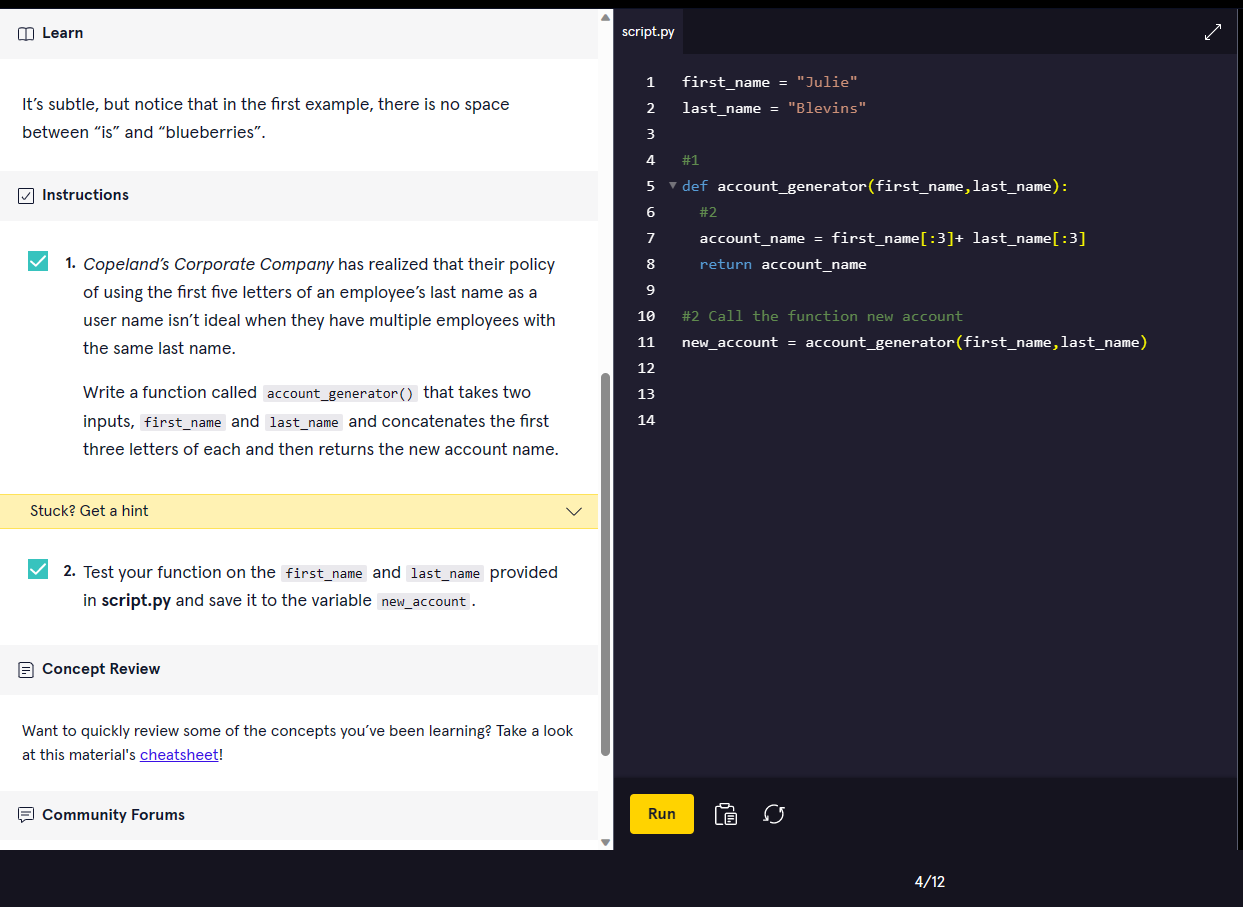 Learn
It’s subtle, but notice that in the first example, there is no space
between “is” and “blueberries”.
Instructions
1. Copeland’s Corporate Company has realized that their policy
of using the first five letters of an employee’s last name as a
user name isn’t ideal when they have multiple employees with
the same last name.
Write a function called account_generator() that takes two
inputs, first_name and last_name and concatenates the first
three letters of each and then returns the new account name.
Stuck? Get a hint
2. Test your function on the first_name and last_name provided
in script.py and save it to the variable new_account.
Concept Review
Want to quickly review some of the concepts you’ve been learning? Take a look
at this material's cheatsheet!
Community Forums
script.py
1 first_name = "Julie"
2 last_name = "Blevins"
3
4 #1
5 def account_generator(first_name,last_name):
6 #2
7 account_name = first_name[:3]+ last_name[:3]
8 return account_name
9
10 #2 Call the function new account
11 new_account = account_generator(first_name,last_name)
12
13
14
Run
4/12